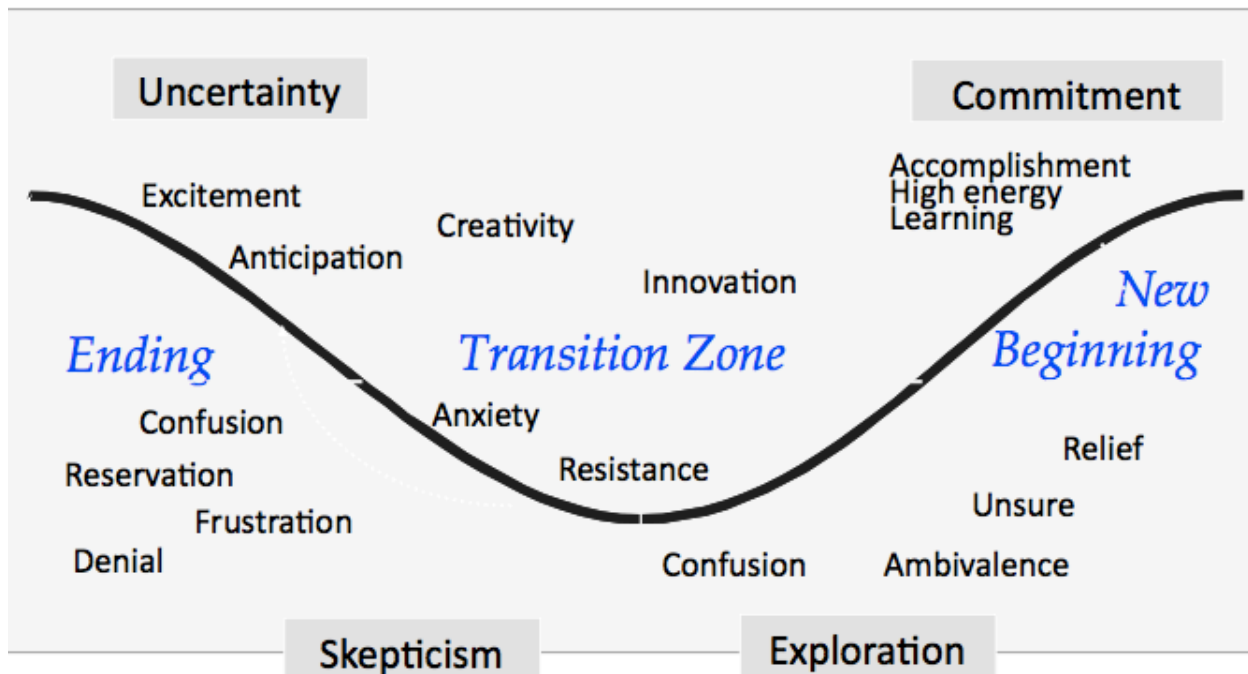 Uncertainty
Commitment
Excitement
Anticipation
Creativity
Innovation
Accomplishment
High energy
Learning
Ending
Transition Zone
New
Beginning
Confusion
Reservation
Frustration
Denial
Anxiety
Resistance
Confusion
Relief
Unsure
Ambivalence
Skepticism
Exploration